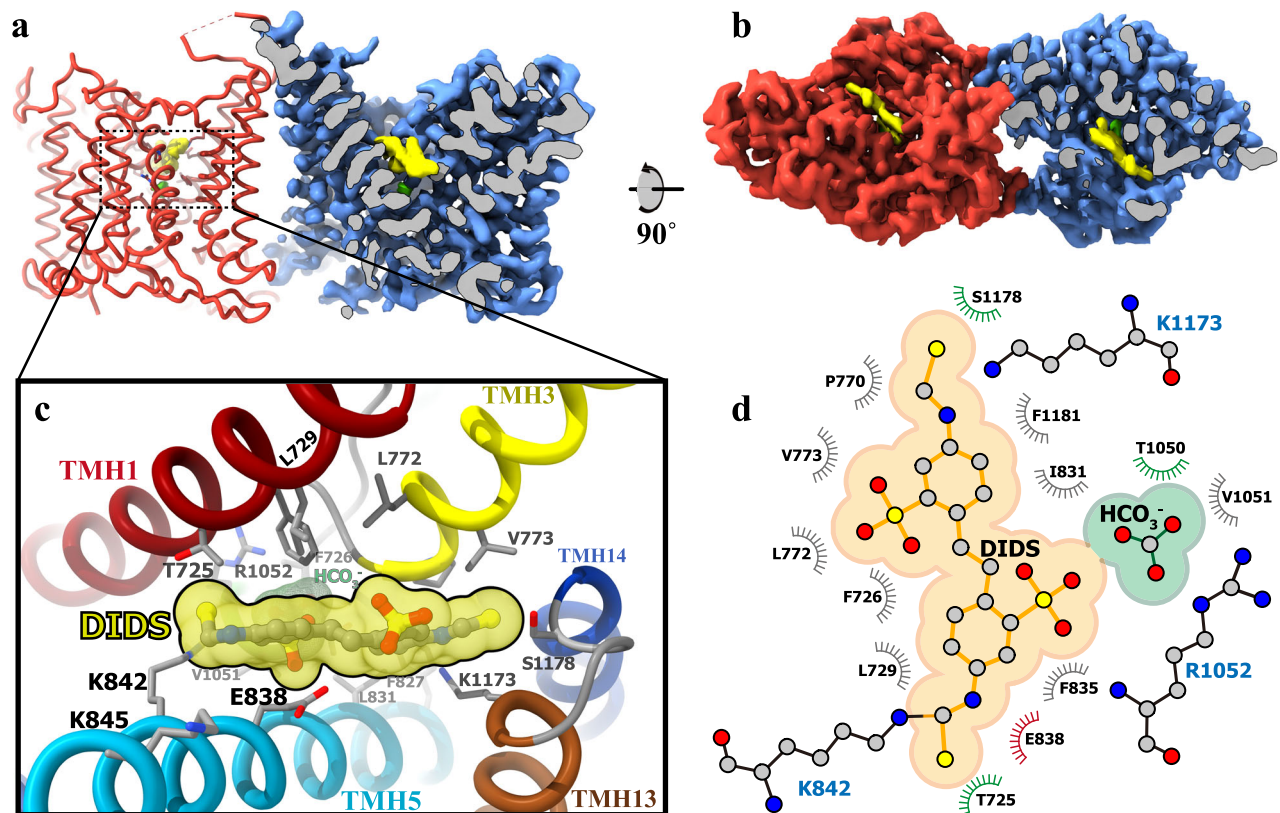 a
b
90°
c
TMH3
L729
L772
TMH1
V773
F726
TMH14
T725
R1052
HCO3-
DIDS
V1051
S1178
K842
E838
F827
K1173
L831
K845
TMH5
TMH13
d
S1178
K1173
P770
F1181
V773
T1050
I831
V1051
HCO3-
DIDS
L772
F726
L729
F835
R1052
E838
K842
T725